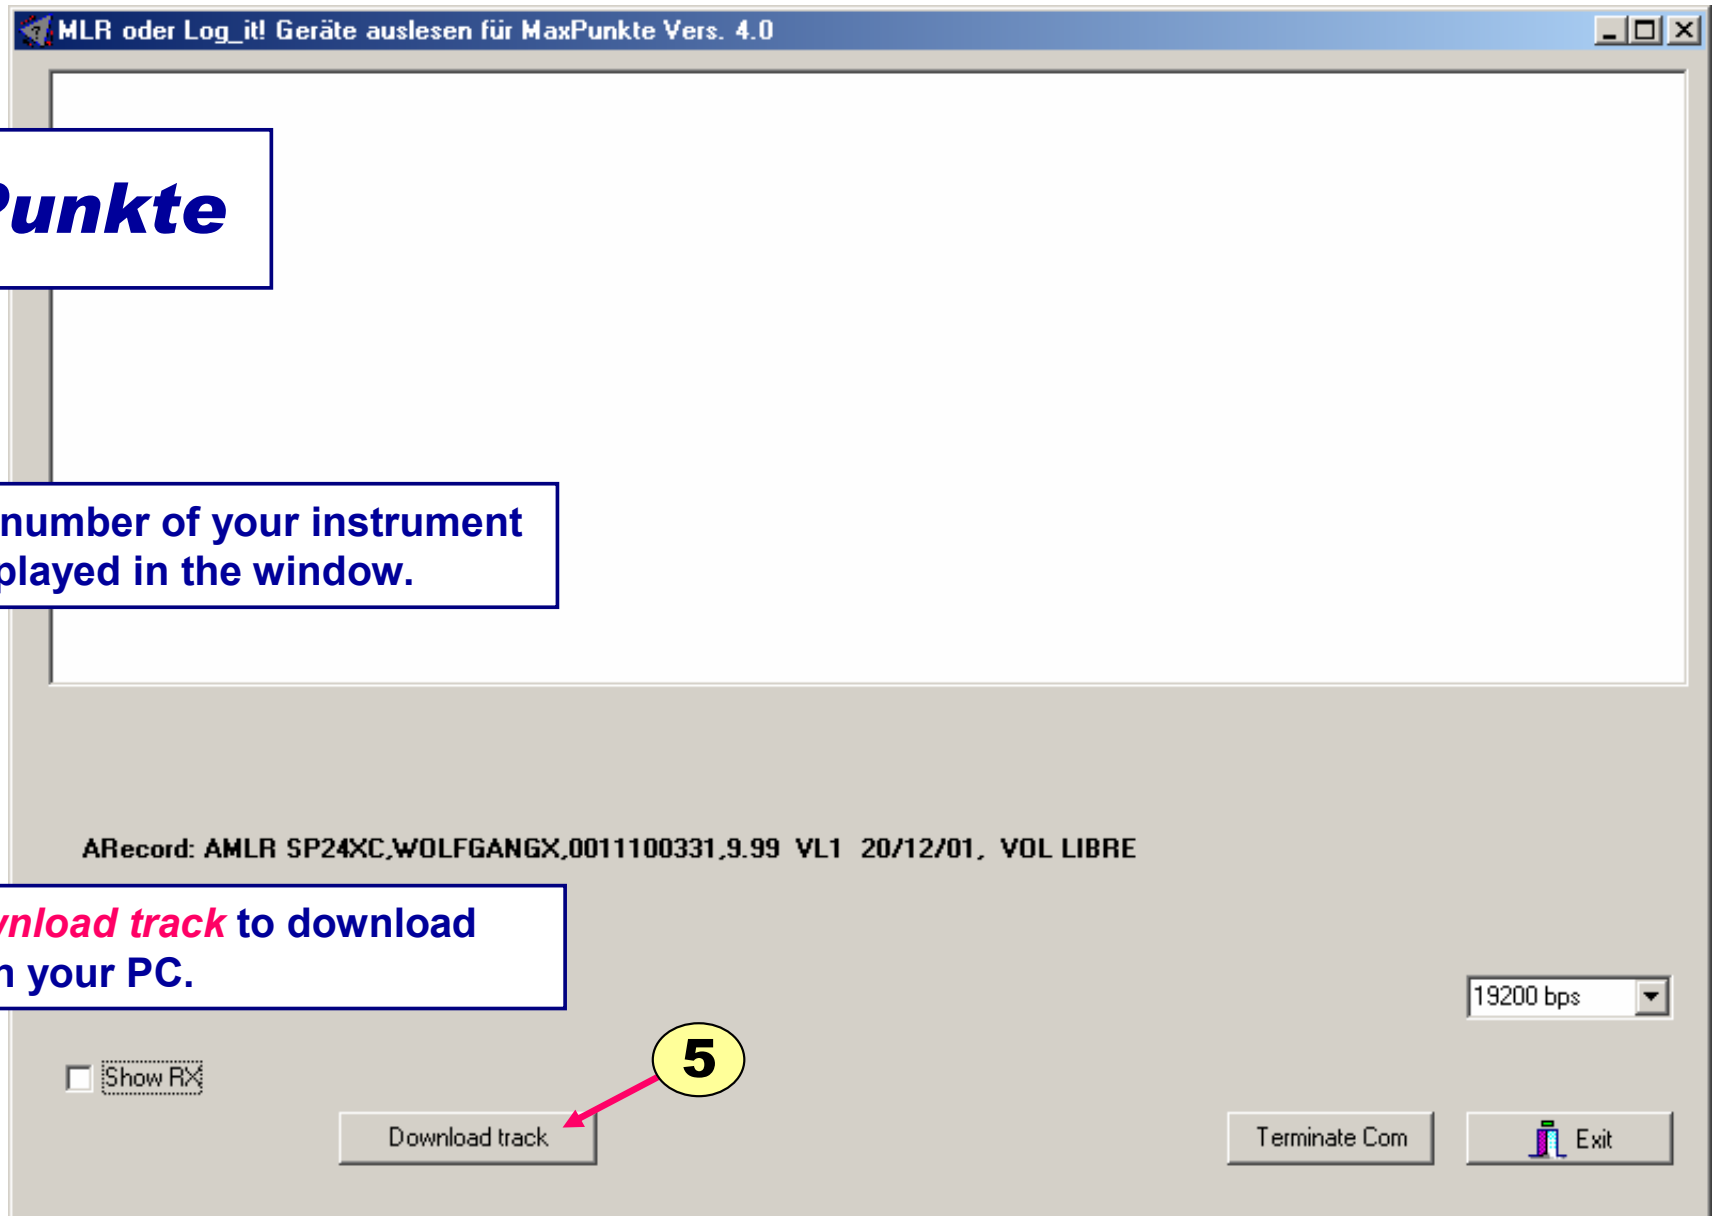 MLR oder Log_it! Geräte auslesen für MaxPunkte Vers. 4.0
Punkte
number of your instrument
played in the window.
ARecord: AMLR SP24XC,WOLFGANGX,0011100331,9.99 VL1 20/12/01, VOL LIBRE
wnload track to download
n your PC.
19200 bps
5
Show RX
Download track
Terminate Com
Exit